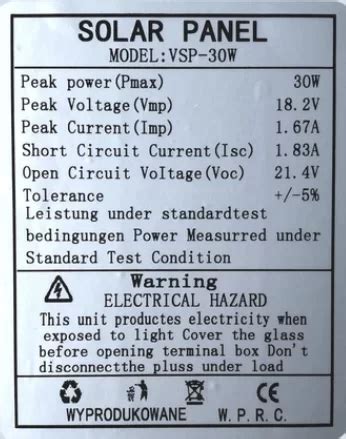 SOLAR PANEL
MODEL:VSP-30W
Peak power(Pmax) 30W
Peak Voltage(Vmp) 18.2V
Peak Current(Imp) 1.67A
Short Circuit Current(Isc) 1.83A
Open Circuit Voltage(Voc) 21.4V
Tolerance +/-5%
Leistung under standardtest
bedingungen Power Measurred under
Standard Test Condition
Warning
ELECTRICAL HAZARD
This unit productes electricity when
exposed to light Cover the glass
before opening terminal box Don't
disconnectthe pluss under load
CE
WYPRODUKOWANE W. P. R. C.